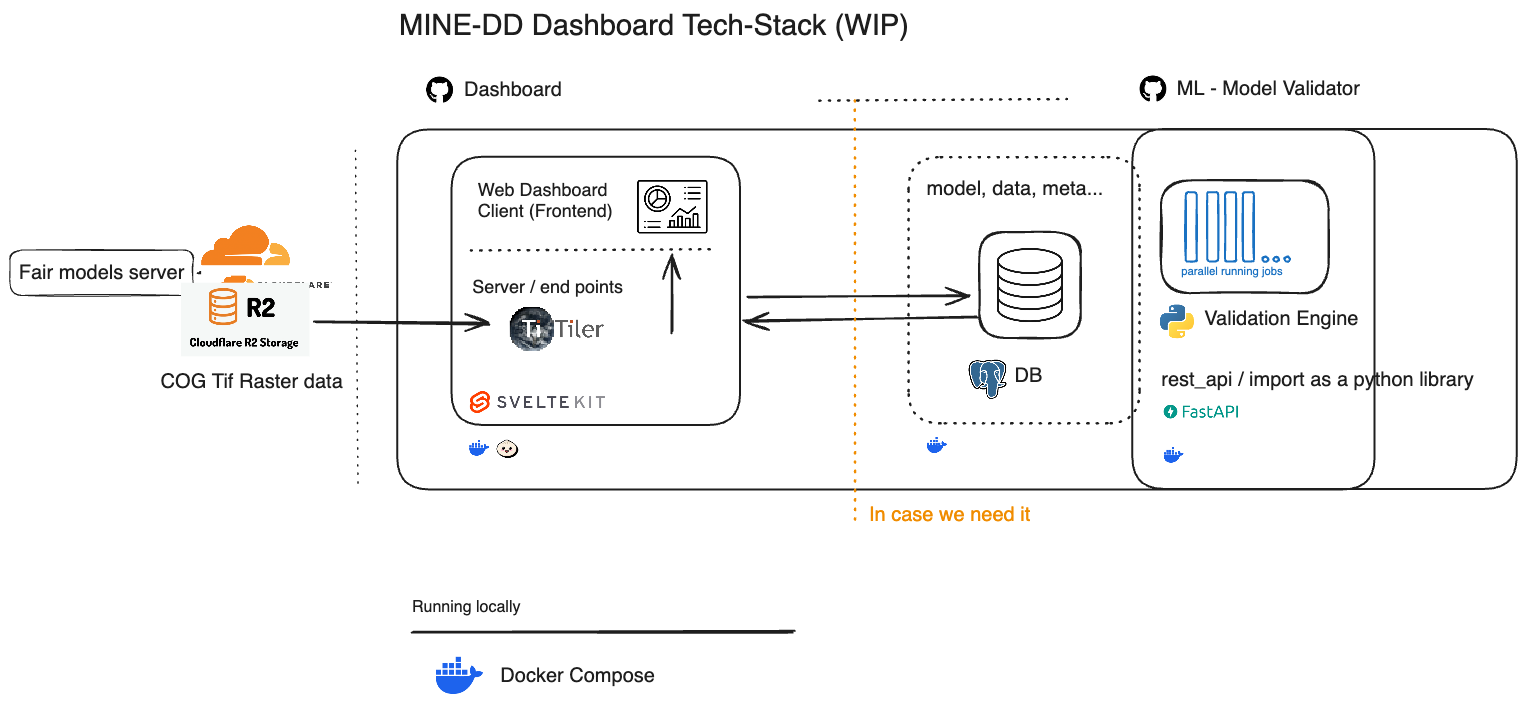 MINE-DD Dashboard Tech-Stack (WIP)
Dashboard
ML - Model Validator
Web Dashboard
Client (Frontend)
model, data, meta...
Fair models server
R2
Cloudflare R2 Storage
COG Tif Raster data
Server / end points
TiTiler
SVELTEKIT
DB
parallel running jobs
Validation Engine
rest_api / import as a python library
FastAPI
In case we need it
Running locally
Docker Compose